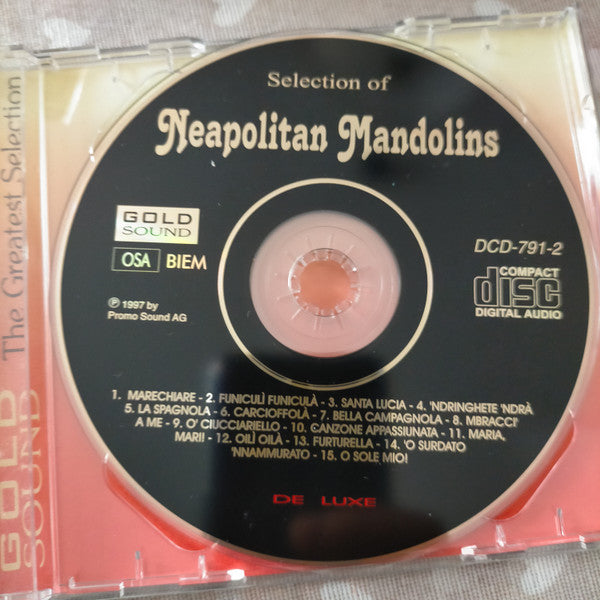 Selection of
Neapolitan Mandolins
GOLD
SOUND
OSA BIEM
DCD-791-2
COMPACT
disc
DIGITAL AUDIO
℗ 1997 by
Promo Sound AG
1. MARECHIARE - 2. FUNICULÌ FUNICULÀ - 3. SANTA LUCIA - 4. 'NDRINGHETE 'NDRÀ
5. LA SPAGNOLA - 6. CARCIOFFOLÀ - 7. BELLA CAMPAGNOLA - 8. MBRACCI'
A ME - 9. O' CIUCCIARIELLO - 10. CANZONE APPASSIUNATA - 11. MARIA,
MARI! - 12. OILÌ OILÀ - 13. FURTURELLA - 14. 'O SURDATO
'NNAMMURATO - 15. O SOLE MIO!
DE LUXE
GOLD
SOUND
The Greatest Selection